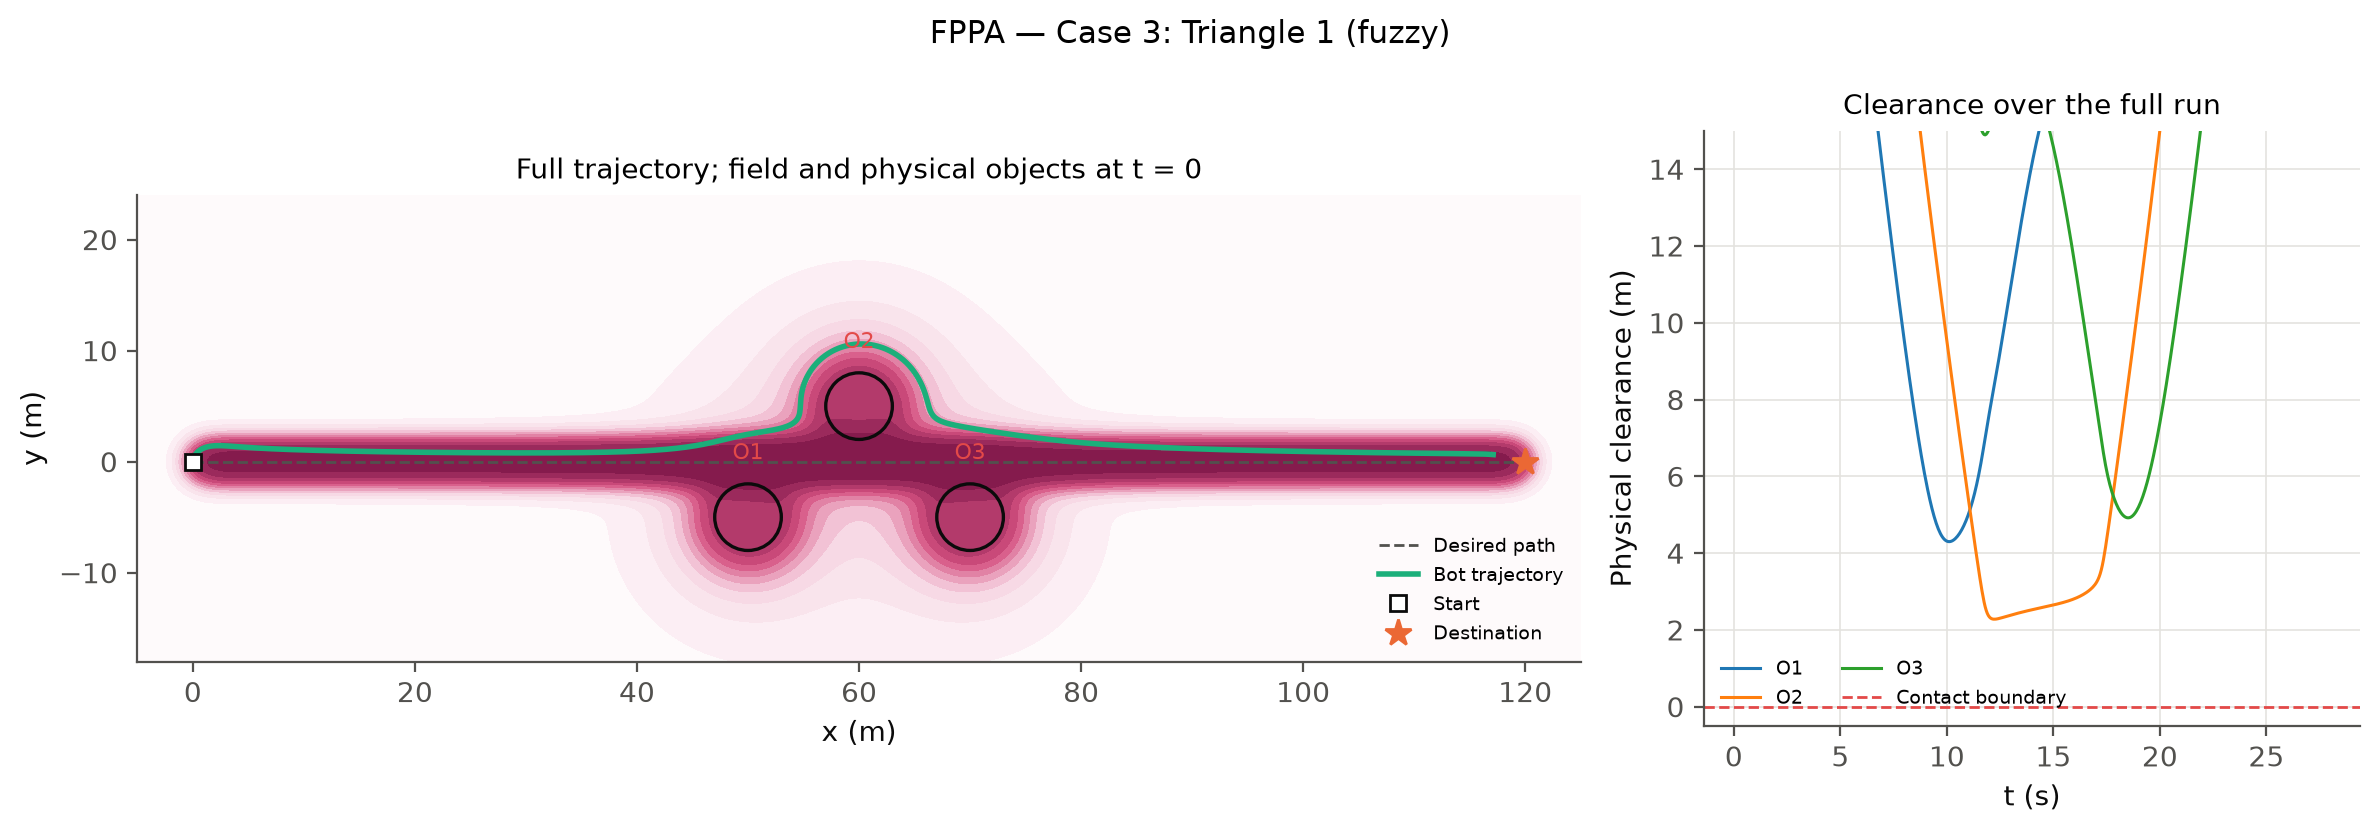 FPPA — Case 3: Triangle 1 (fuzzy)
Full trajectory; field and physical objects at t = 0
y (m)
20
10
0
−10
O2
O1
O3
Desired path
Bot trajectory
Start
Destination
0 20 40 60 80 100 120
x (m)
Clearance over the full run
Physical clearance (m)
14
12
10
8
6
4
2
0
O1
O2
O3
Contact boundary
0 5 10 15 20 25
t (s)